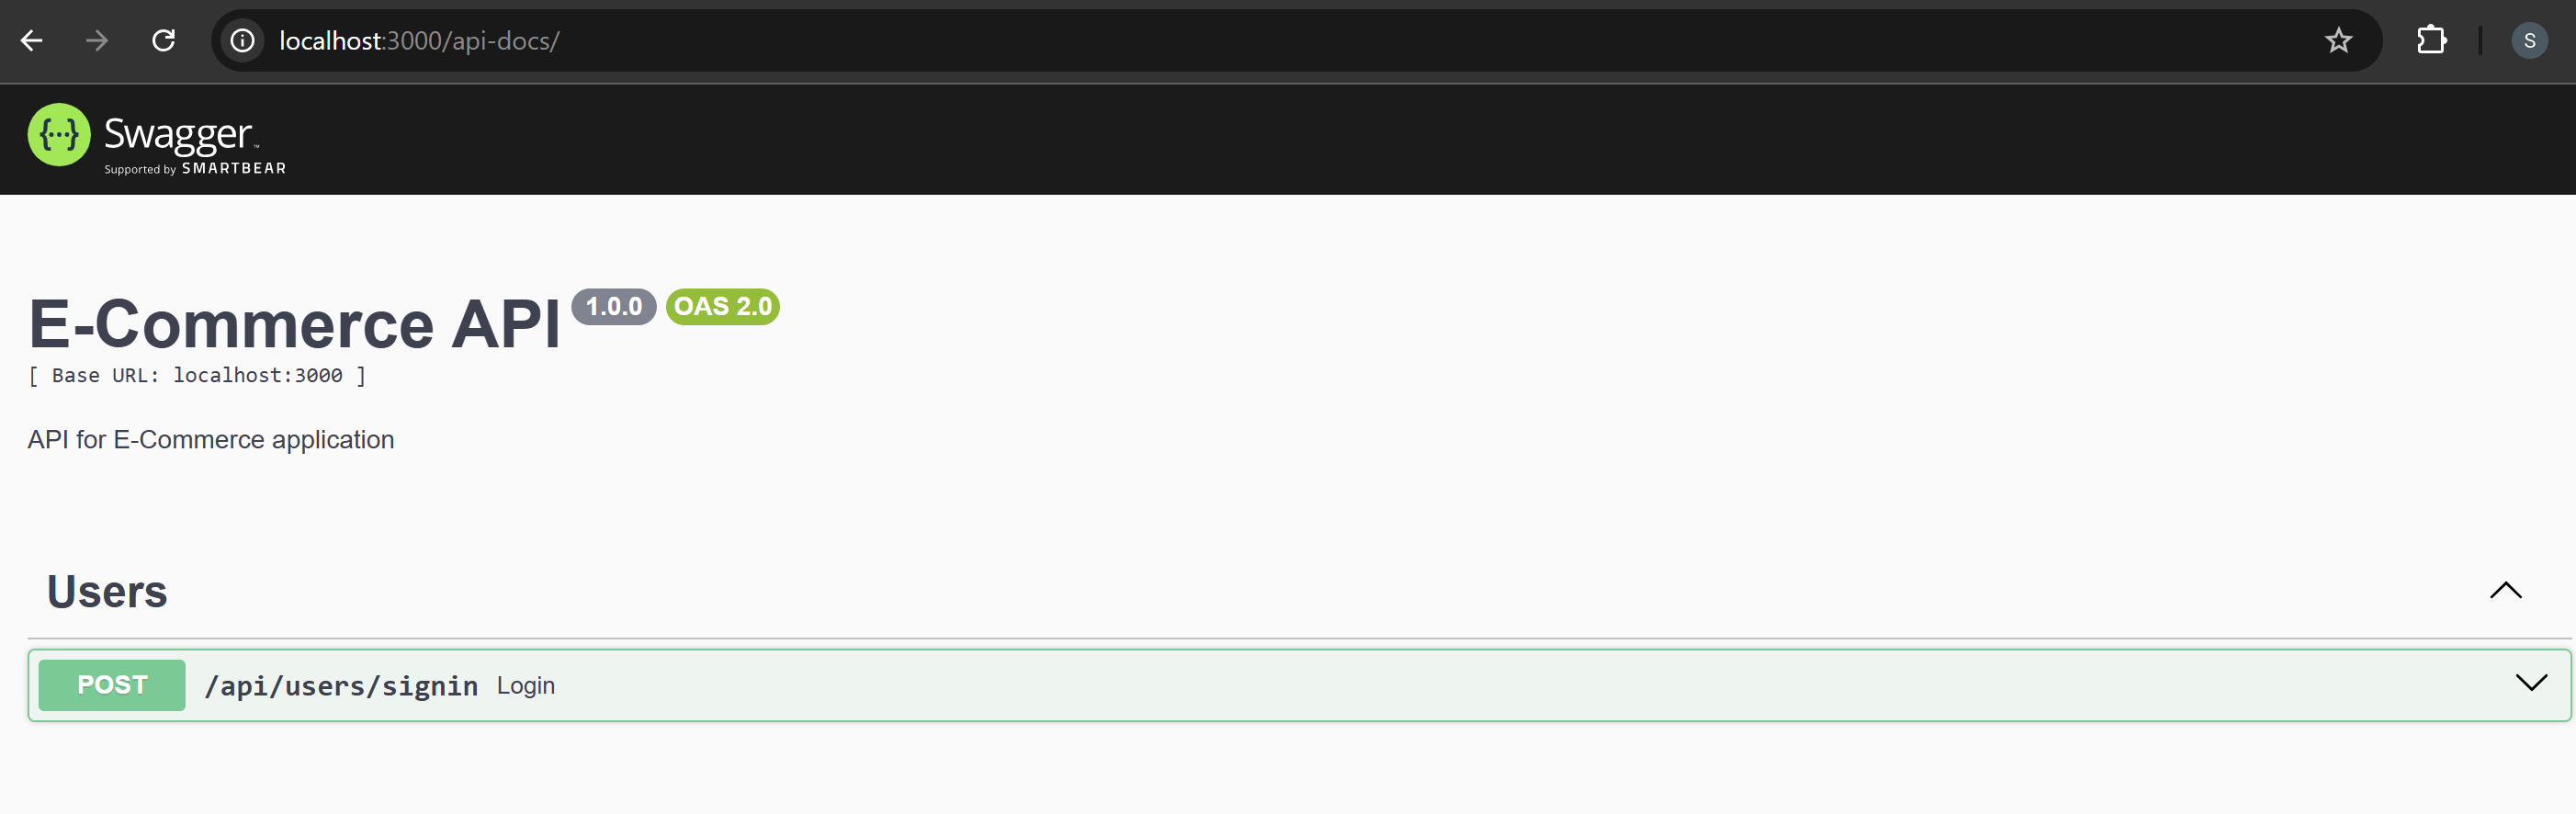 localhost:3000/api-docs/
S
{···} Swagger™
Supported by SMARTBEAR
E-Commerce API 1.0.0 OAS 2.0
[ Base URL: localhost:3000 ]
API for E-Commerce application
Users
POST /api/users/signin Login